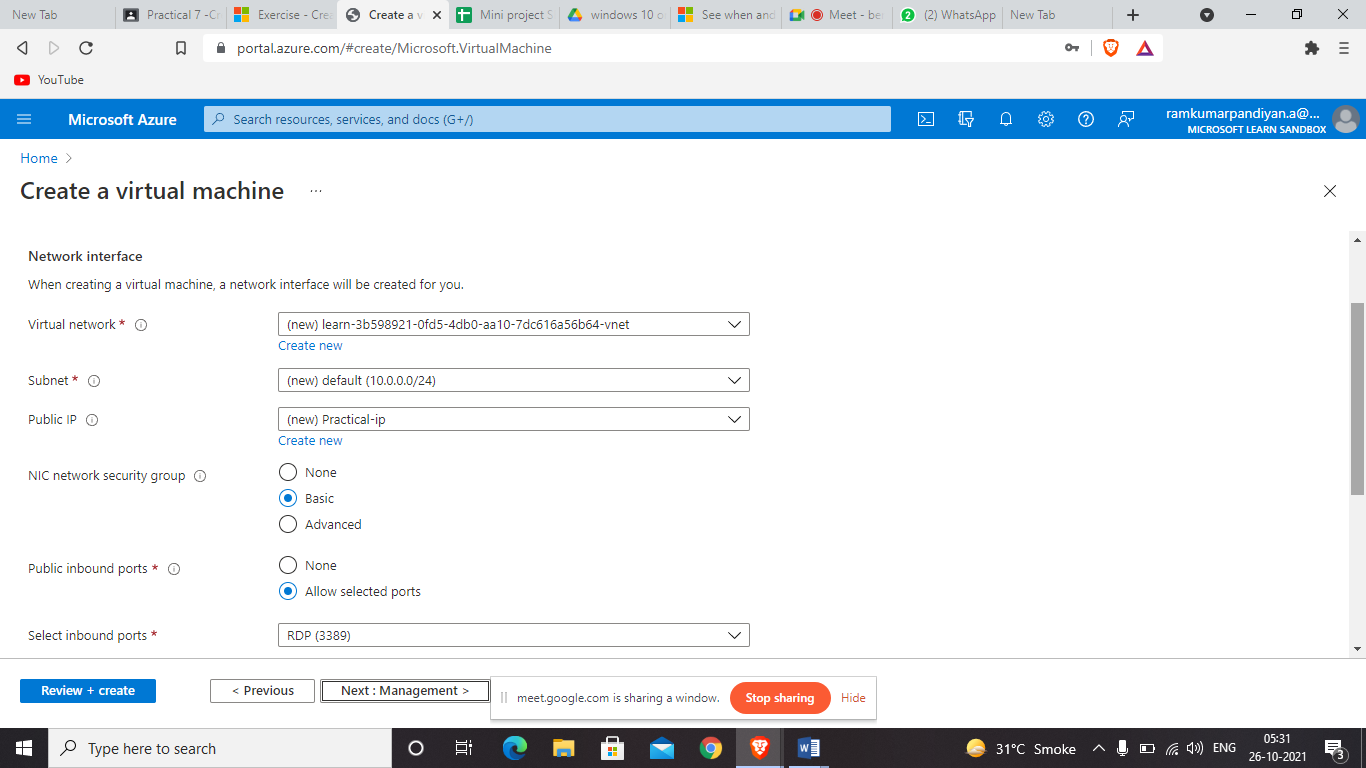 New Tab
Practical 7 -Cr
Exercise - Crea
Create a v
Mini project S
windows 10 o
See when and
Meet - be
(2) WhatsApp
New Tab
portal.azure.com/#create/Microsoft.VirtualMachine
YouTube
Microsoft Azure
Search resources, services, and docs (G+/)
ramkumarpandiyan.a@...
MICROSOFT LEARN SANDBOX
Home
Create a virtual machine
...
Network interface
When creating a virtual machine, a network interface will be created for you.
Virtual network *
(new) learn-3b598921-0fd5-4db0-aa10-7dc616a56b64-vnet
Create new
Subnet *
(new) default (10.0.0.0/24)
Public IP
(new) Practical-ip
Create new
NIC network security group
None
Basic
Advanced
Public inbound ports *
None
Allow selected ports
Select inbound ports *
RDP (3389)
Review + create
< Previous
Next : Management >
meet.google.com is sharing a window.
Stop sharing
Hide
Type here to search
31°C Smoke
ENG
05:31
26-10-2021
3